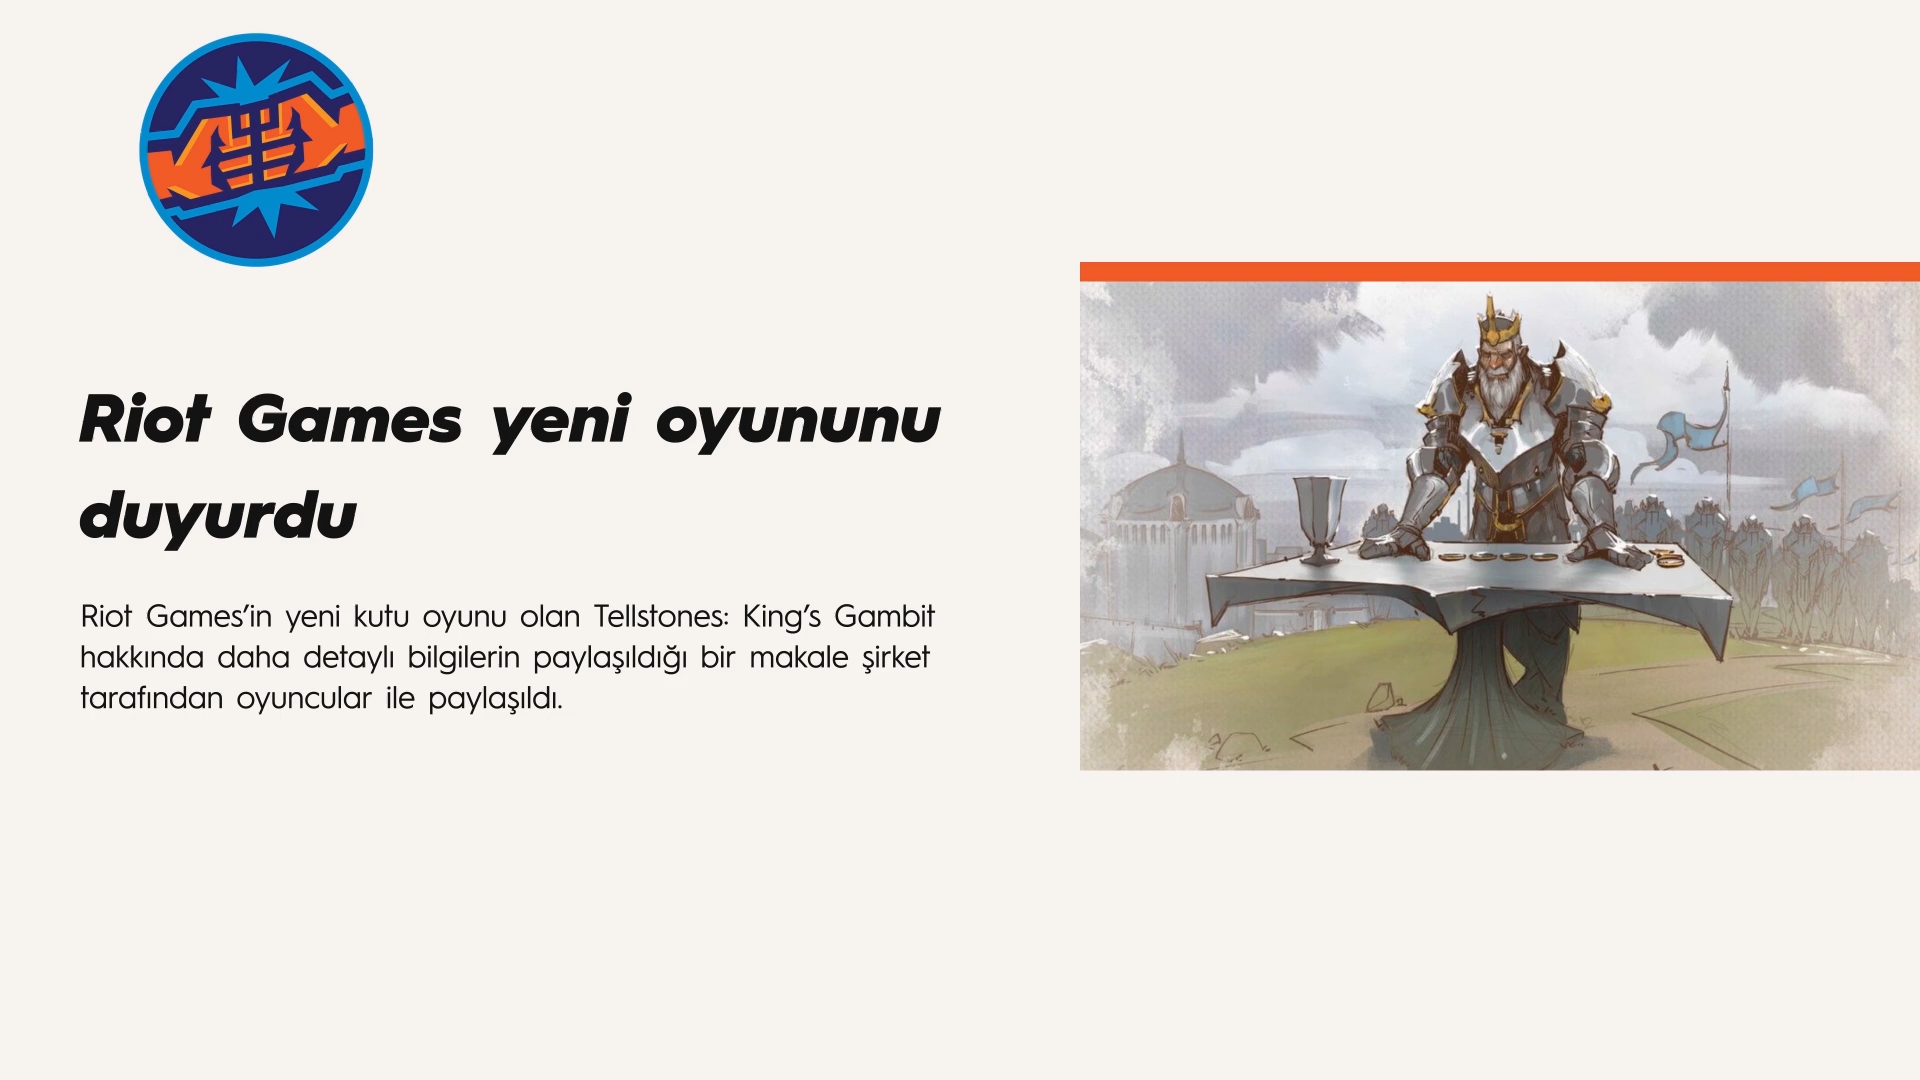 Riot Games yeni oyununu
duyurdu
Riot Games’in yeni kutu oyunu olan Tellstones: King’s Gambit
hakkında daha detaylı bilgilerin paylaşıldığı bir makale şirket
tarafından oyuncular ile paylaşıldı.